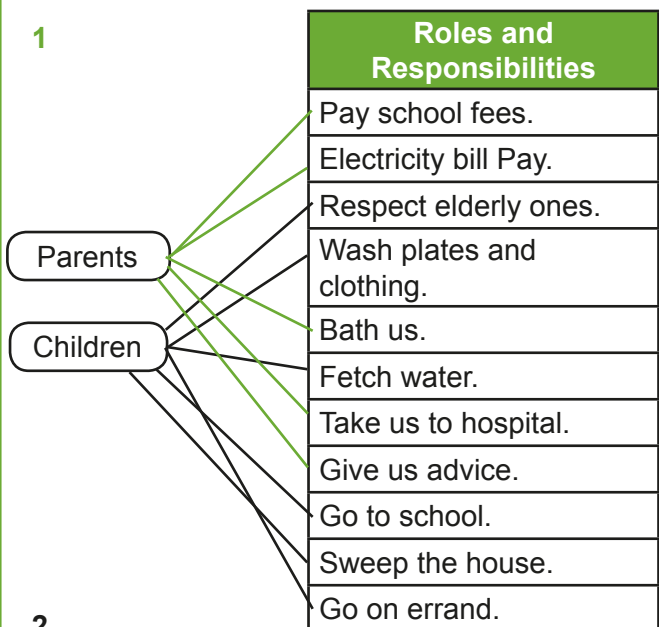 1
Roles and
Responsibilities
Pay school fees.
Electricity bill Pay.
Respect elderly ones.
Parents
Wash plates and
clothing.
Bath us.
Children
Fetch water.
Take us to hospital.
Give us advice.
Go to school.
Sweep the house.
Go on errand.
2